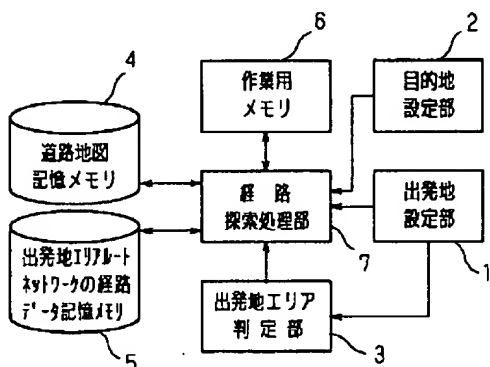 4
道路地図
記憶メモリ
6
作業用
メモリ
2
目的地
設定部
経路
探索処理部
7
出発地
設定部
1
出発地エリアルート
ネットワークの経路
データ記憶メモリ
5
出発地エリア
判定部
3